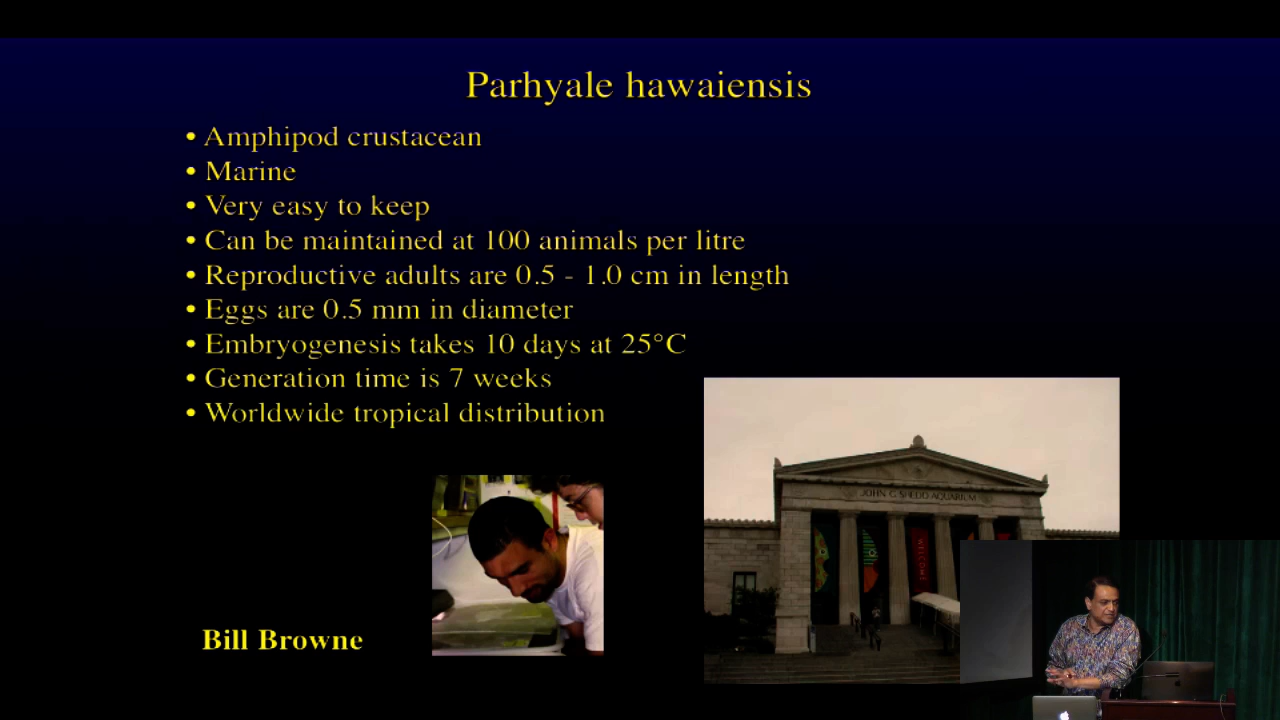 Parhyale hawaiensis
• Amphipod crustacean
• Marine
• Very easy to keep
• Can be maintained at 100 animals per litre
• Reproductive adults are 0.5 - 1.0 cm in length
• Eggs are 0.5 mm in diameter
• Embryogenesis takes 10 days at 25°C
• Generation time is 7 weeks
• Worldwide tropical distribution
JOHN G SHEDD AQUARIUM
WELCOME
Bill Browne